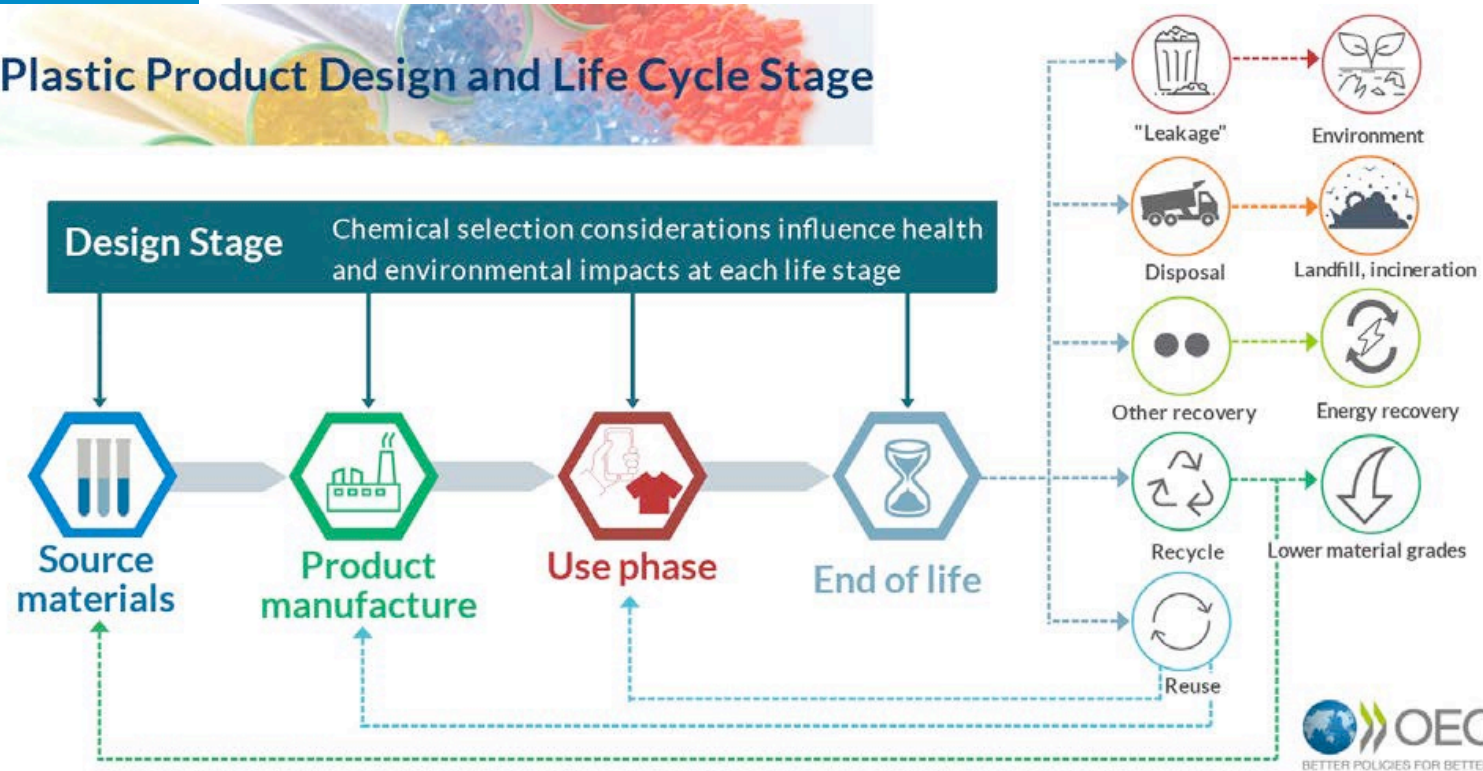 Plastic Product Design and Life Cycle Stage
Design Stage
Chemical selection considerations influence health
and environmental impacts at each life stage
Source
materials
Product
manufacture
Use phase
End of life
"Leakage"
Environment
Disposal
Landfill, incineration
Other recovery
Energy recovery
Recycle
Lower material grades
Reuse
OEC
BETTER POLICIES FOR BETTE